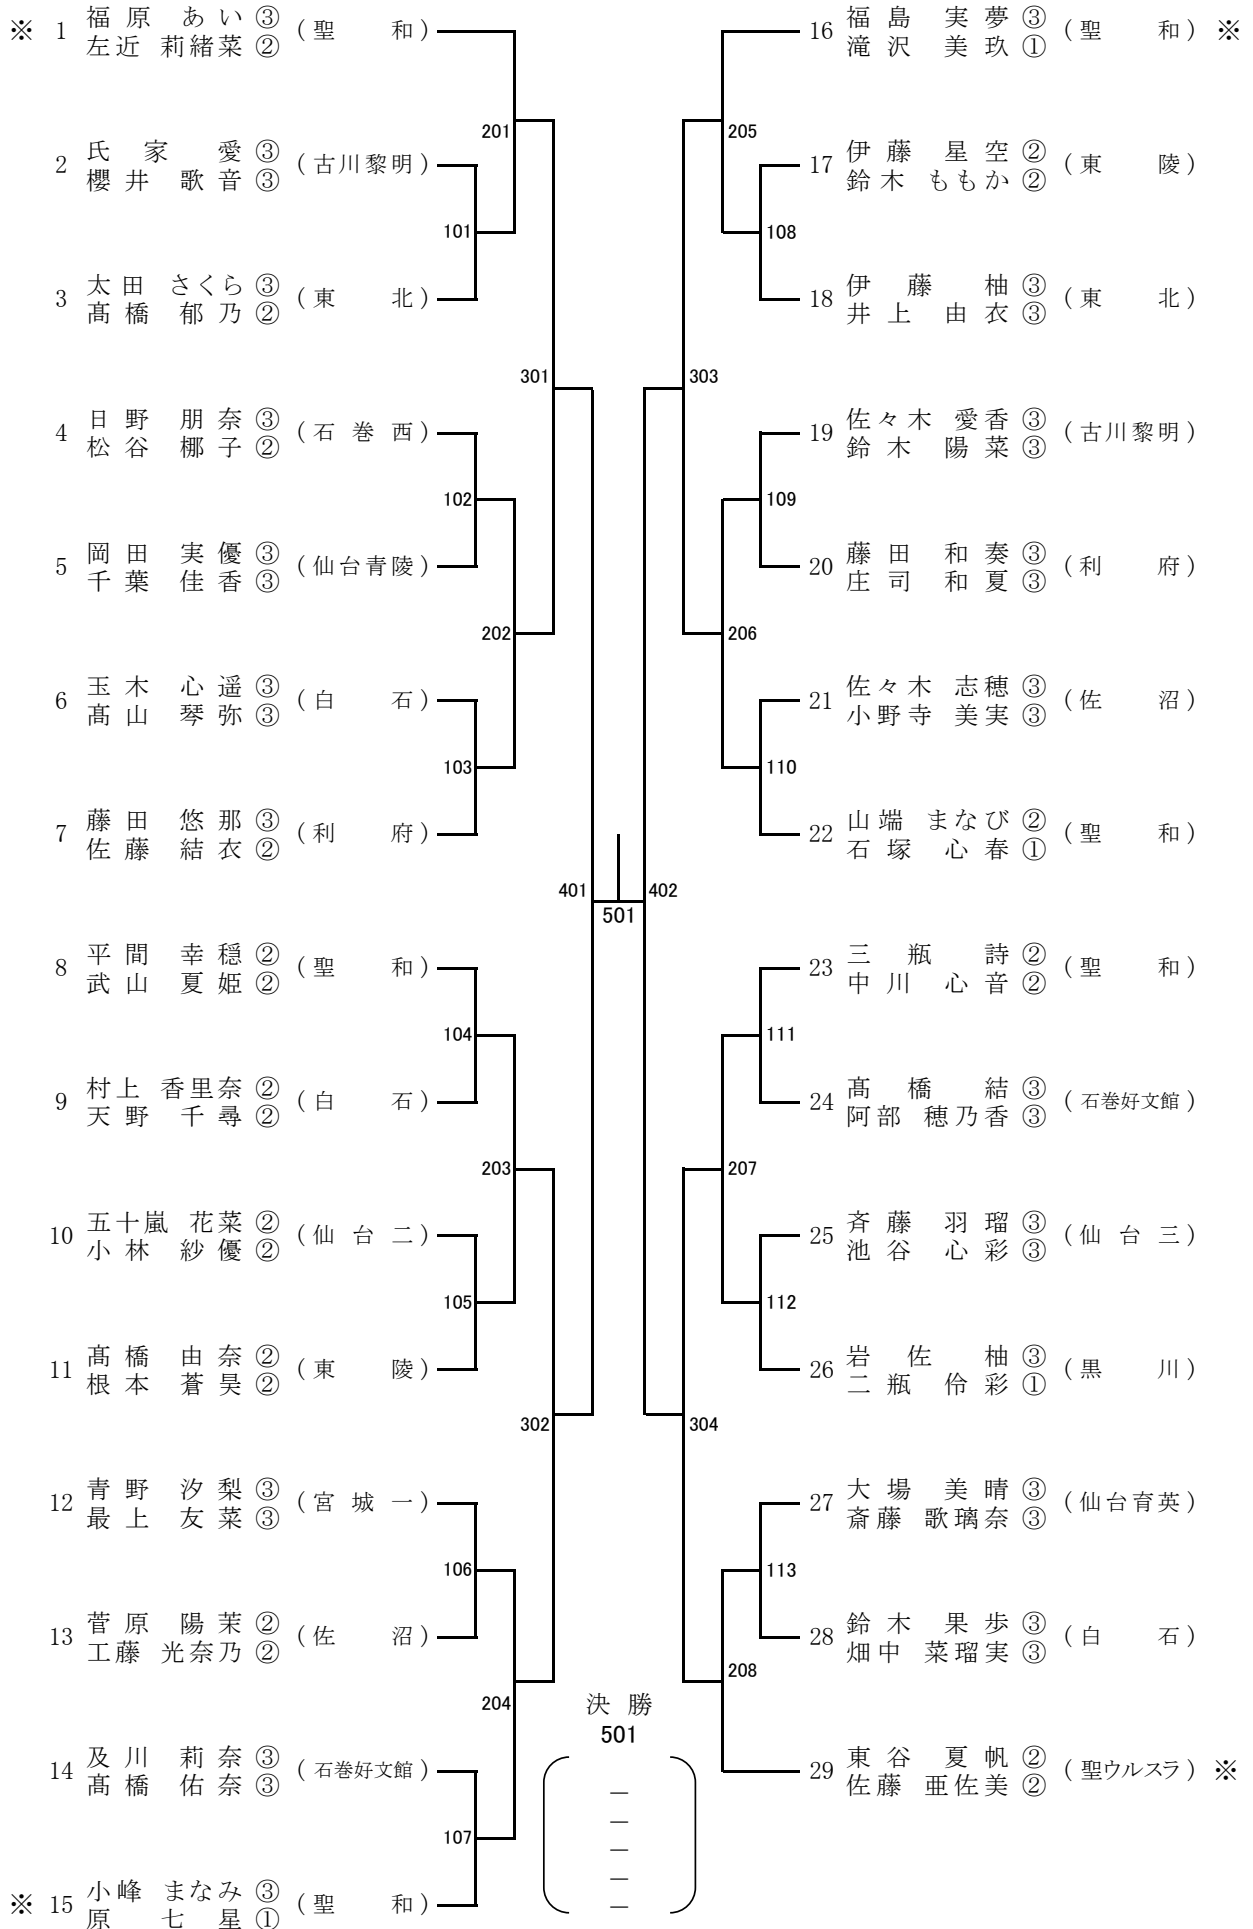 ※ 1 福原 あい ③ (聖和)
左近 莉緒菜 ②
201
2 氏家 愛 ③ (古川黎明)
櫻井 歌音 ③
101
3 太田 さくら ③ (東北)
髙橋 郁乃 ②
301
4 日野 朋奈 ③ (石巻西)
松谷 梛子 ②
102
5 岡田 実優 ③ (仙台青陵)
千葉 佳香 ③
202
6 玉木 心遥 ③ (白石)
髙山 琴弥 ③
103
7 藤田 悠那 ③ (利府)
佐藤 結衣 ②
401
8 平間 幸穏 ② (聖和)
武山 夏姫 ②
104
9 村上 香里奈 ② (白石)
天野 千尋 ②
203
10 五十嵐 花菜 ② (仙台二)
小林 紗優 ②
105
11 髙橋 由奈 ② (東陵)
根本 蒼昊 ②
302
12 青野 汐梨 ③ (宮城一)
最上 友菜 ③
106
13 菅原 陽茉 ② (佐沼)
工藤 光奈乃 ②
204
14 及川 莉奈 ③ (石巻好文館)
髙橋 佑奈 ③
107
※ 15 小峰 まなみ ③ (聖和)
原 七星 ①
16 福島 実夢 ③ (聖和) ※
滝沢 美玖 ①
205
17 伊藤 星空 ② (東陵)
鈴木 ももか ②
108
18 伊藤 柚 ③ (東北)
井上 由衣 ③
303
19 佐々木 愛香 ③ (古川黎明)
鈴木 陽菜 ③
109
20 藤田 和奏 ③ (利府)
庄司 和夏 ③
206
21 佐々木 志穂 ③ (佐沼)
小野寺 美実 ③
110
22 山端 まなび ② (聖和)
石塚 心春 ①
402
501
23 三瓶 詩 ② (聖和)
中川 心音 ②
111
24 髙橋 結 ③ (石巻好文館)
阿部 穂乃香 ③
207
25 斉藤 羽瑠 ③ (仙台三)
池谷 心彩 ③
112
26 岩佐 柚 ③ (黒川)
二瓶 伶彩 ①
304
27 大場 美晴 ③ (仙台育英)
斎藤 歌璃奈 ③
113
28 鈴木 果歩 ③ (白石)
畑中 菜瑠実 ③
208
29 東谷 夏帆 ② (聖ウルスラ) ※
佐藤 亜佐美 ②
決勝
501
－
－
－
－
－